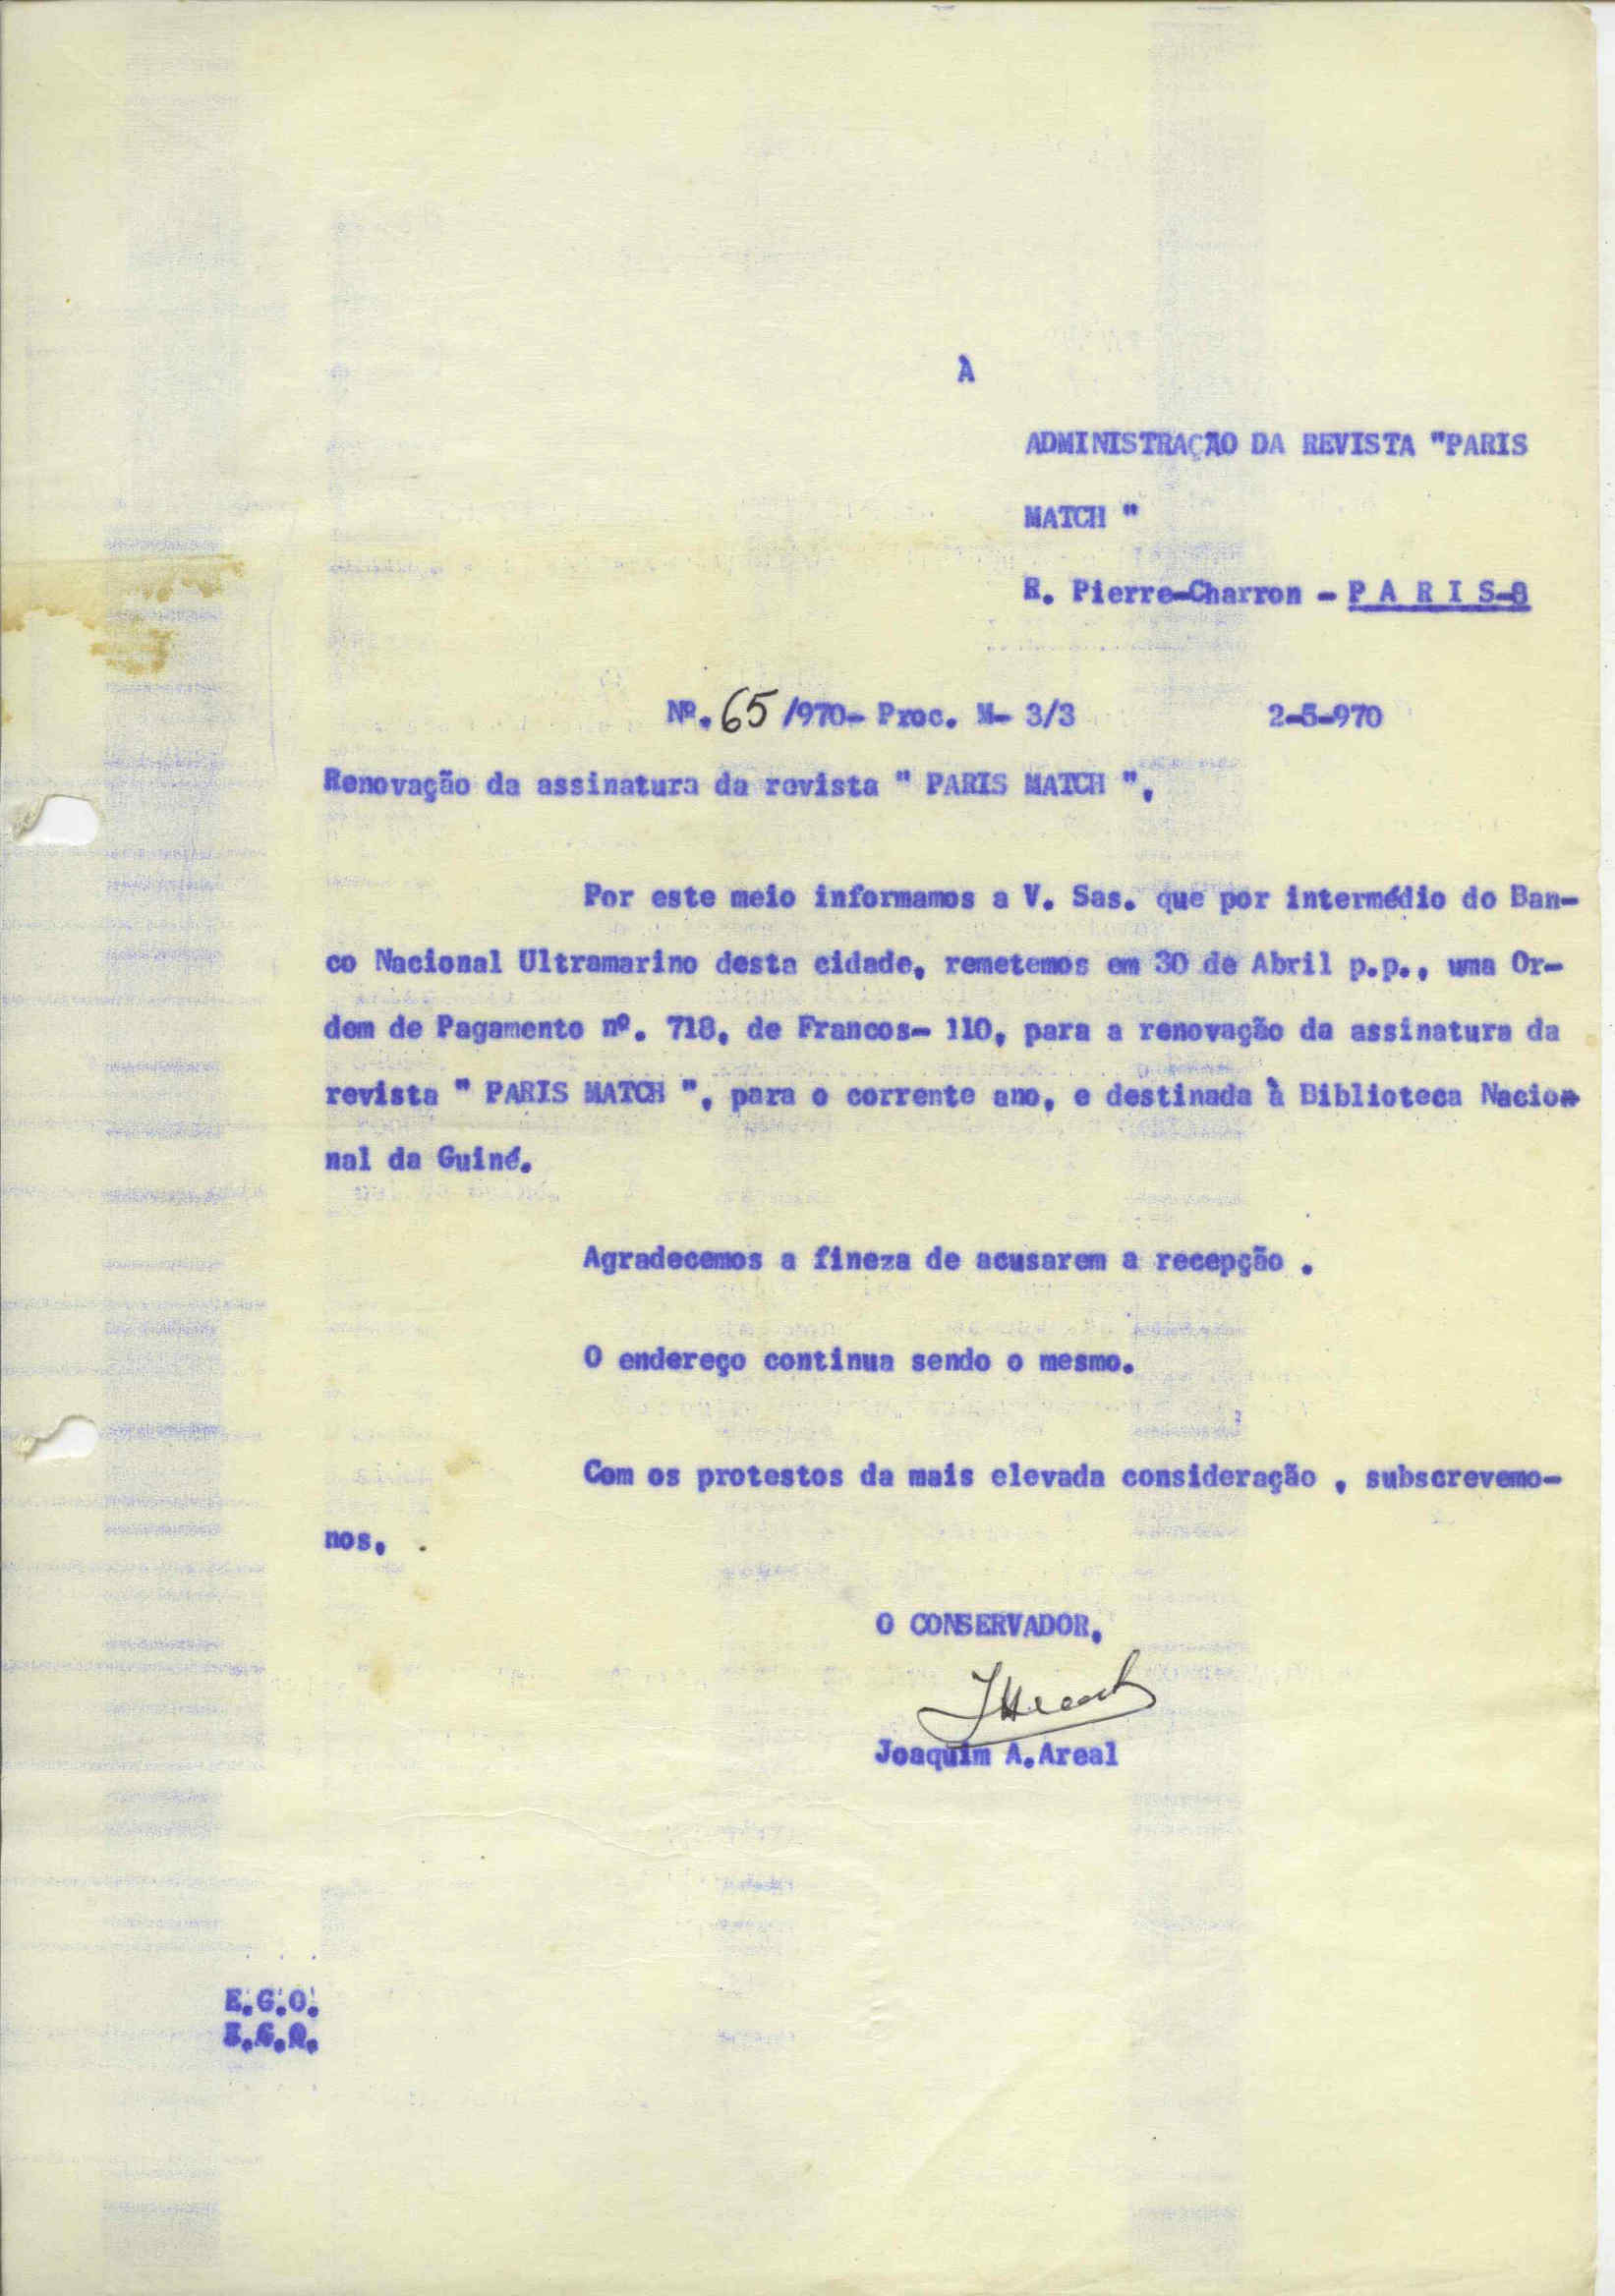 À
ADMINISTRAÇÃO DA REVISTA "PARIS
MATCH "
R. Pierre-Charron - P A R I S-8
Nº. 65 /970- Proc. M- 3/3 2-5-970
Renovação da assinatura da revista " PARIS MATCH ",
Por este meio informamos a V. Sas. que por intermédio do Ban-
co Nacional Ultramarino desta cidade, remetemos em 30 de Abril p.p., uma Or-
dem de Pagamento nº. 718, de Francos- 110, para a renovação da assinatura da
revista " PARIS MATCH ", para o corrente ano, e destinada à Biblioteca Nacio-
nal da Guiné.
Agradecemos a fineza de acusarem a recepção .
O endereço continua sendo o mesmo.
Com os protestos da mais elevada consideração , subscrevemo-
nos,
O CONSERVADOR,
Joaquim A.Areal
E.G.O.